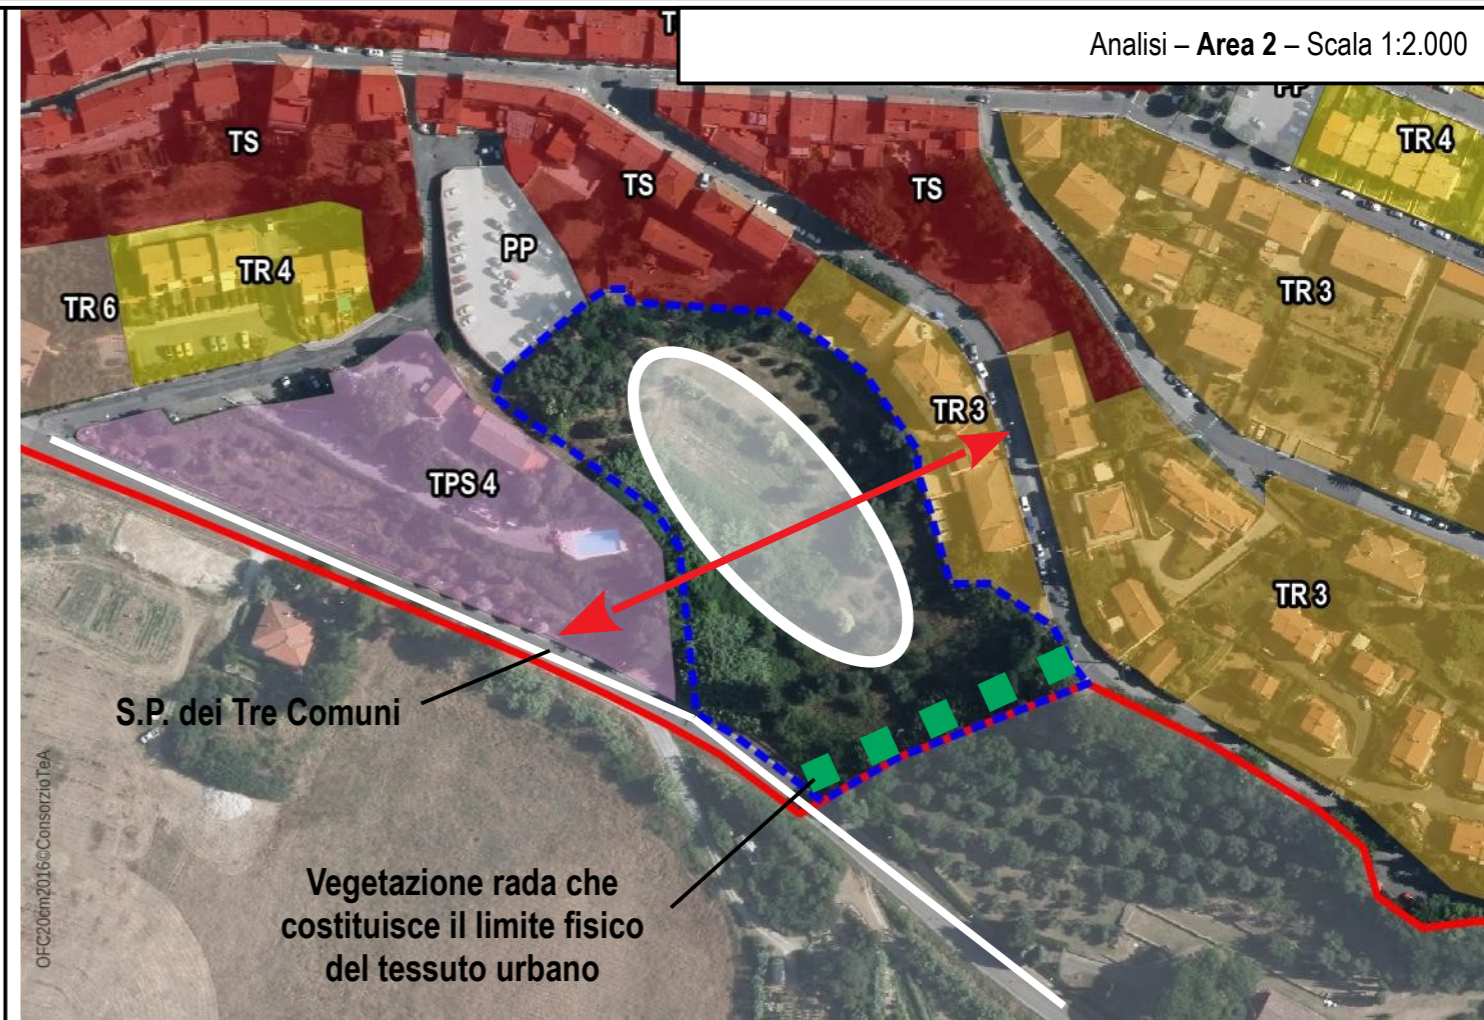 Analisi – Area 2 – Scala 1:2.000
PP
TR 4
TS
TS
TS
PP
TR 4
TR 6
TR 3
TR 3
TPS 4
TR 3
S.P. dei Tre Comuni
Vegetazione rada che
costituisce il limite fisico
del tessuto urbano
OFC20cm2016©ConsorzioTeA